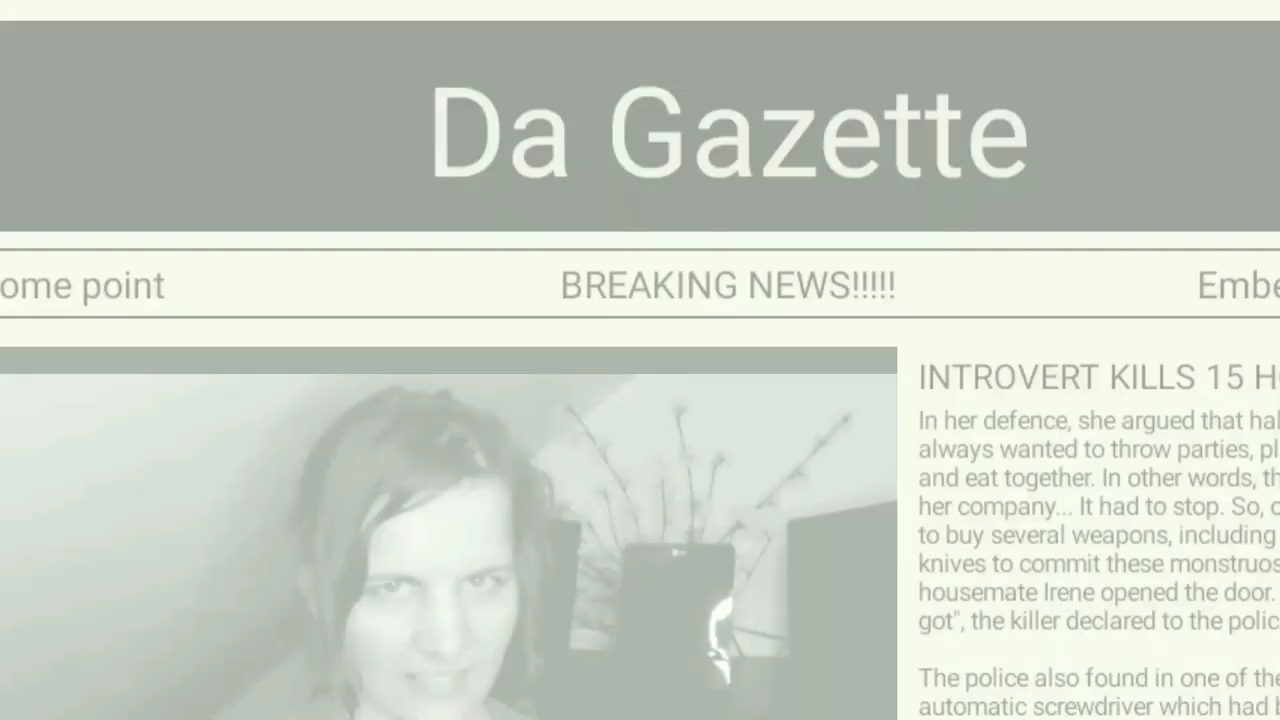 Da Gazette
ome point
BREAKING NEWS!!!!!
Embe
INTROVERT KILLS 15 H
In her defence, she argued that hal
always wanted to throw parties, pl
and eat together. In other words, th
her company... It had to stop. So, c
to buy several weapons, including
knives to commit these monstruos
housemate Irene opened the door.
got", the killer declared to the polic
The police also found in one of the
automatic screwdriver which had b